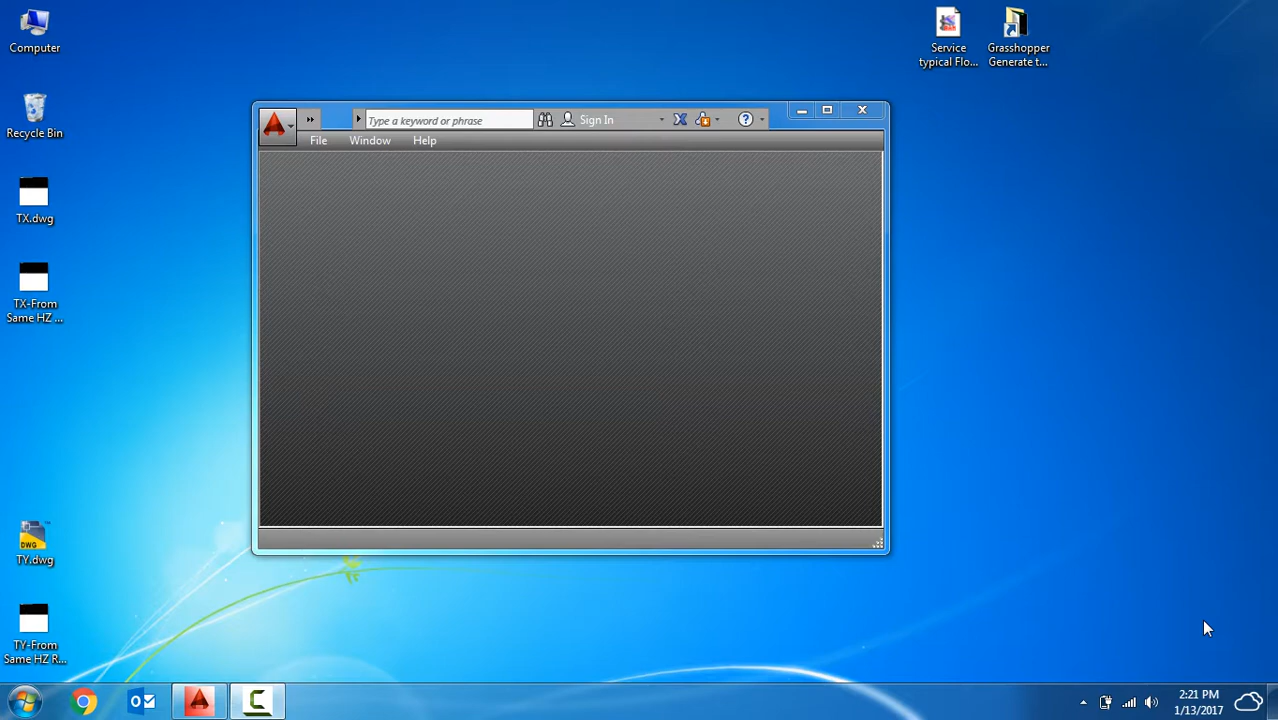 Computer
Recycle Bin
TX.dwg
TX-From
Same HZ ...
DWG
TY.dwg
TY-From
Same HZ R...
Service
typical Flo...
Grasshopper
Generate t...
Type a keyword or phrase
Sign In
File
Window
Help
2:21 PM
1/13/2017